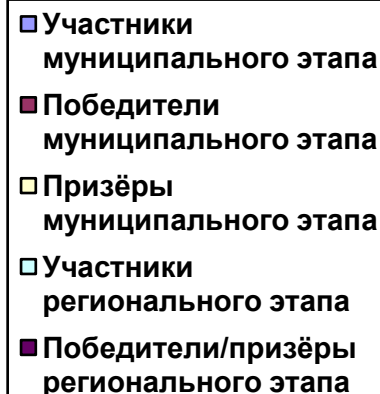 Участники
муниципального этапа
Победители
муниципального этапа
Призёры
муниципального этапа
Участники
регионального этапа
Победители/призёры
регионального этапа